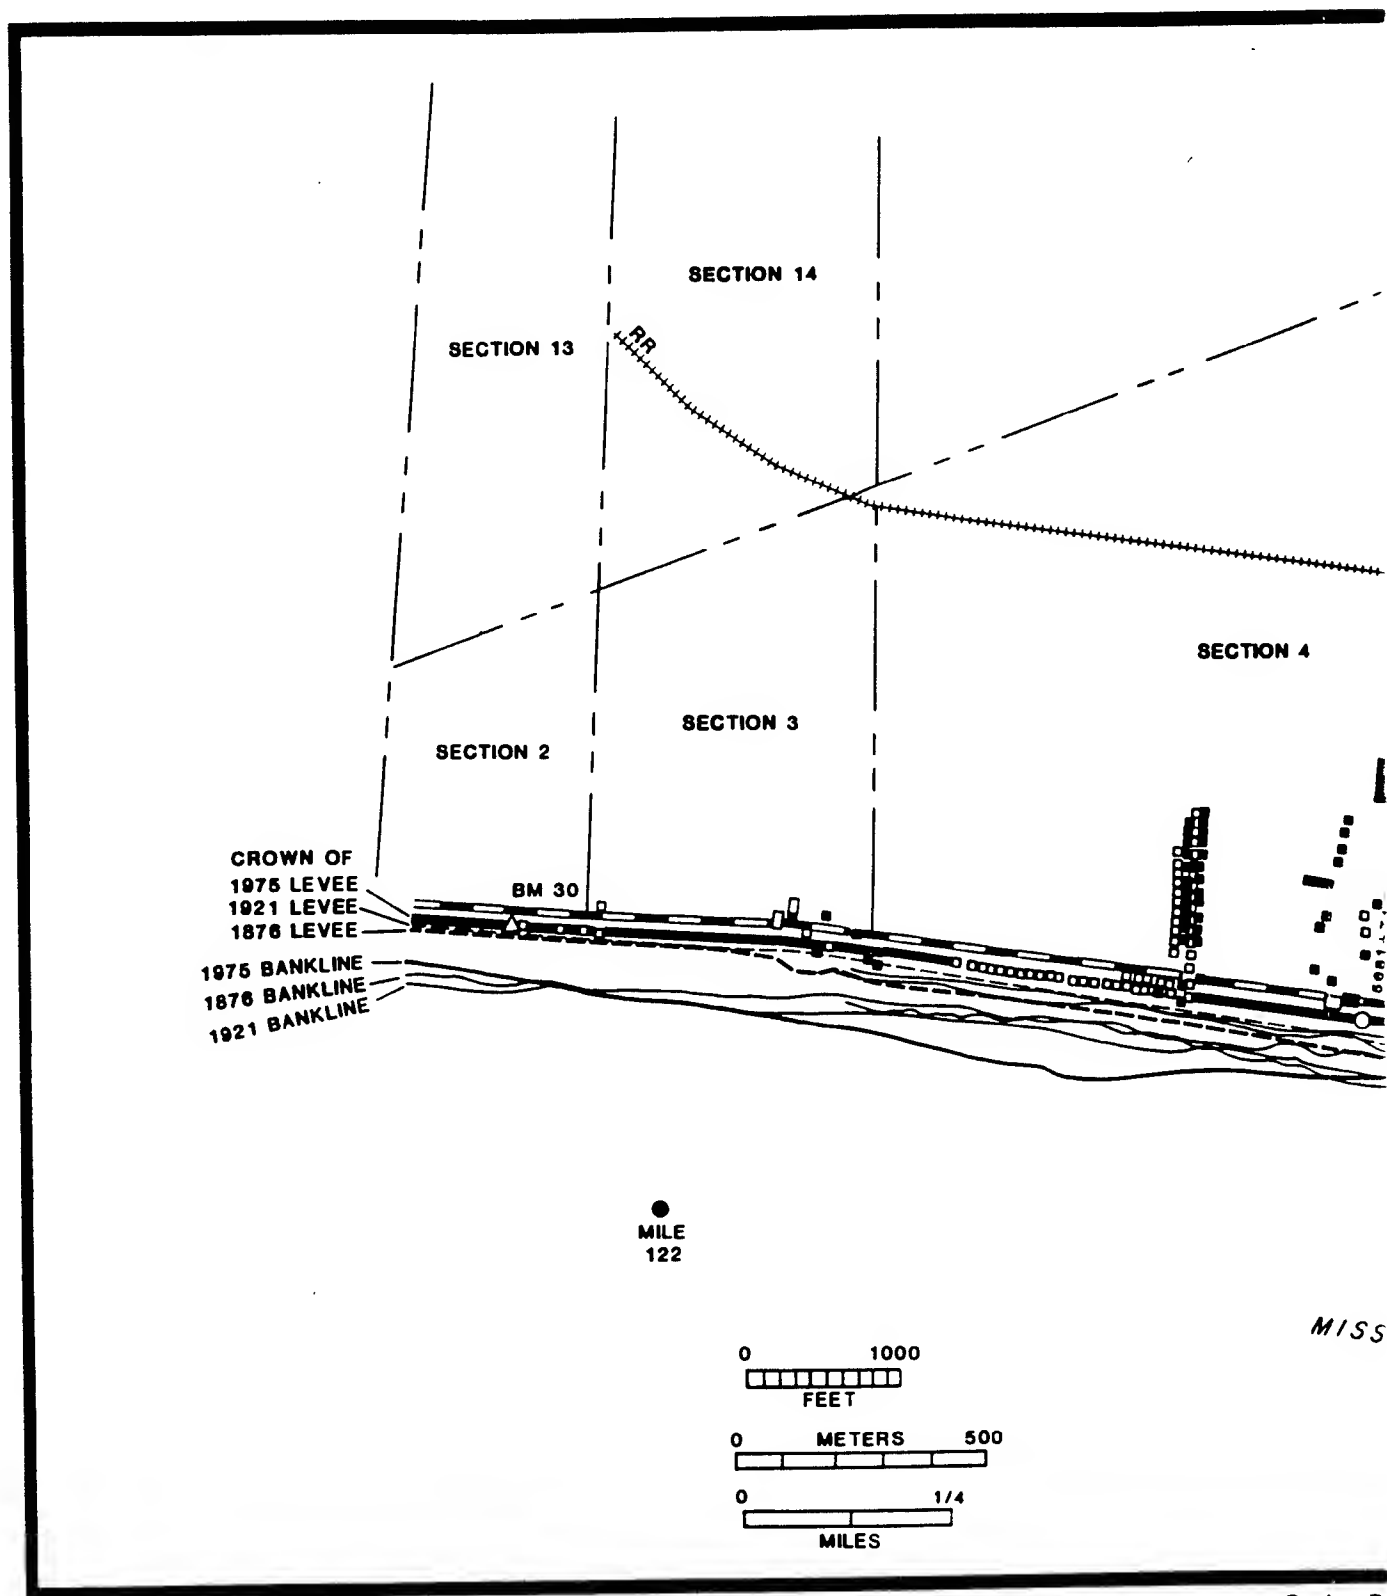 SECTION 14
RR
SECTION 13
SECTION 4
SECTION 3
SECTION 2
CROWN OF
1975 LEVEE
1921 LEVEE
1876 LEVEE
BM 30
1975 BANKLINE
1876 BANKLINE
1921 BANKLINE
MILE
122
MISS
0 1000
FEET
0 METERS 500
0 1/4
MILES